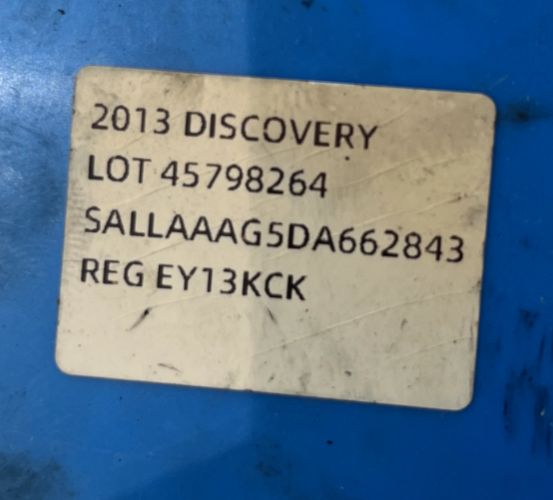 2013 DISCOVERY
LOT 45798264
SALLAAAG5DA662843
REG EY13KCK